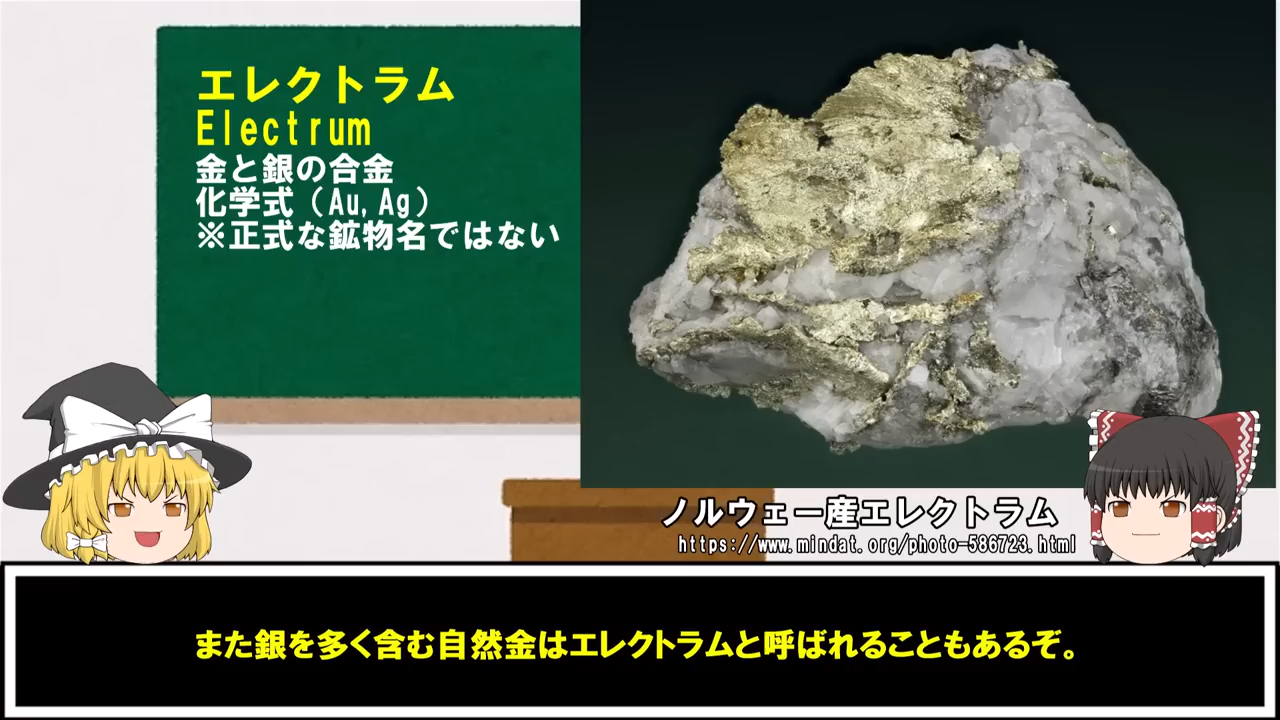 エレクトラム
Electrum
金と銀の合金
化学式（Au,Ag）
※正式な鉱物名ではない
ノルウェー産エレクトラム
https://www.mindat.org/photo-586723.html
また銀を多く含む自然金はエレクトラムと呼ばれることもあるぞ。